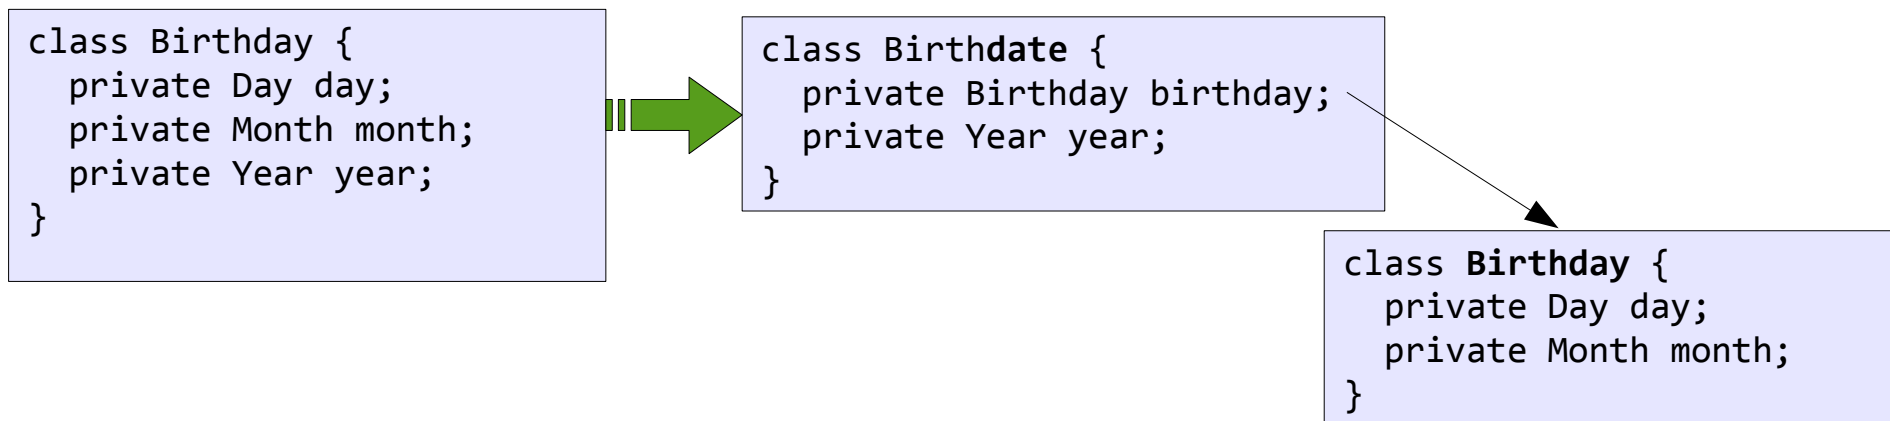 class Birthday {
  private Day day;
  private Month month;
  private Year year;
}
class Birthdate {
  private Birthday birthday;
  private Year year;
}
class Birthday {
  private Day day;
  private Month month;
}